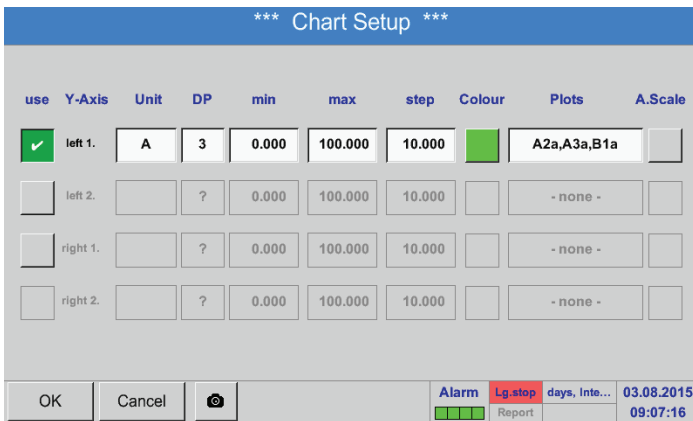 *** Chart Setup ***
use Y-Axis Unit DP min max step Colour Plots A.Scale
left 1. A 3 0.000 100.000 10.000 A2a,A3a,B1a
left 2. ? 0.000 100.000 10.000 - none -
right 1. ? 0.000 100.000 10.000 - none -
right 2. ? 0.000 100.000 10.000 - none -
OK Cancel Alarm Lg.stop days, Inte... 03.08.2015
Report 09:07:16